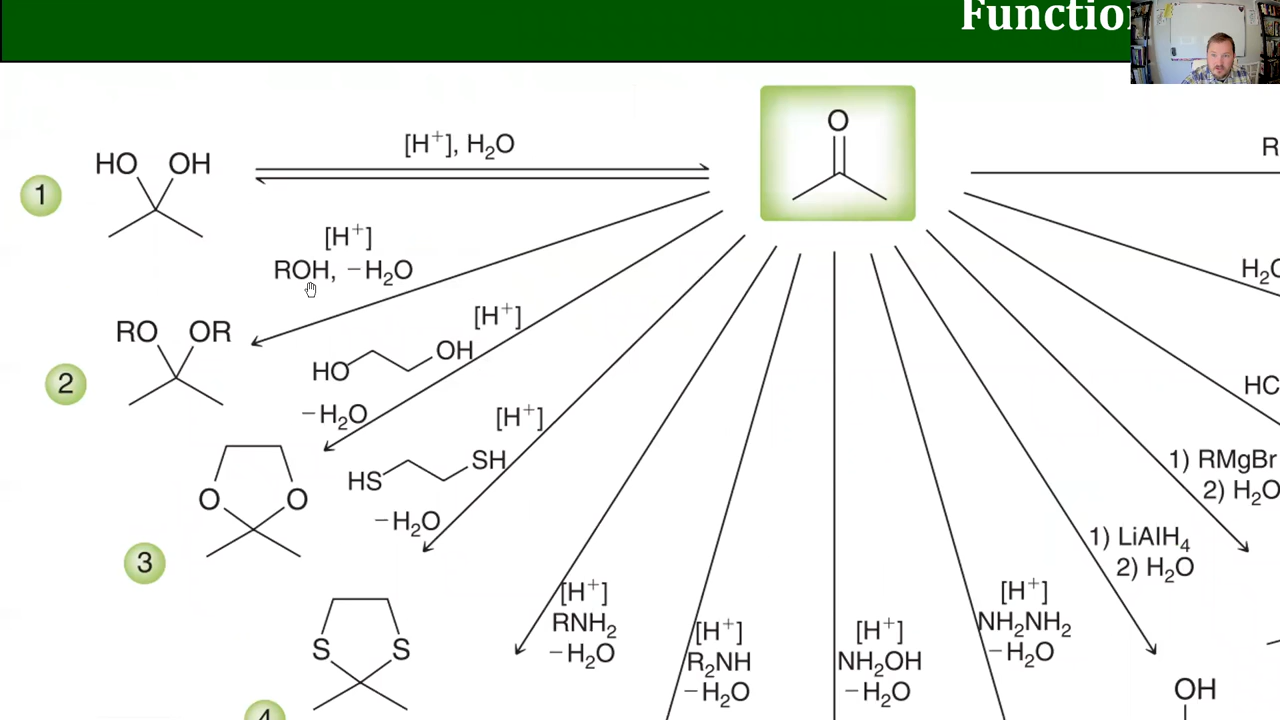 Functio
O
[H⁺], H₂O
HO OH
1
R
[H⁺]
ROH, −H₂O
H₂O
RO OR
2
[H⁺]
HO OH
−H₂O
HC
[H⁺]
HS SH
−H₂O
1) RMgBr
2) H₂O
O O
3
1) LiAlH₄
2) H₂O
[H⁺]
RNH₂
−H₂O
[H⁺]
R₂NH
−H₂O
[H⁺]
NH₂OH
−H₂O
[H⁺]
NH₂NH₂
−H₂O
S S
4
OH